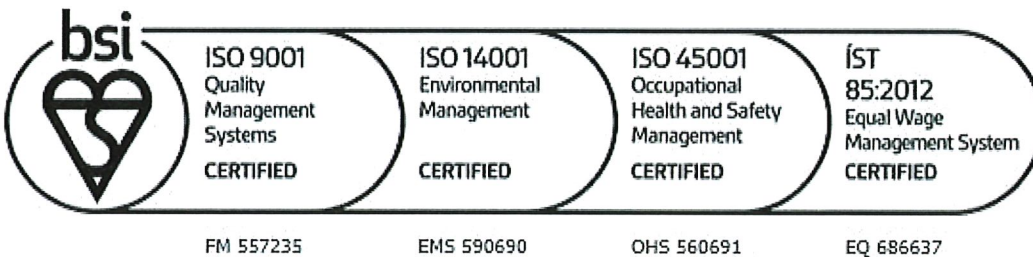 bsi
ISO 9001
Quality
Management
Systems
CERTIFIED
FM 557235
ISO 14001
Environmental
Management
CERTIFIED
EMS 590690
ISO 45001
Occupational
Health and Safety
Management
CERTIFIED
OHS 560691
ÍST
85:2012
Equal Wage
Management System
CERTIFIED
EQ 686637